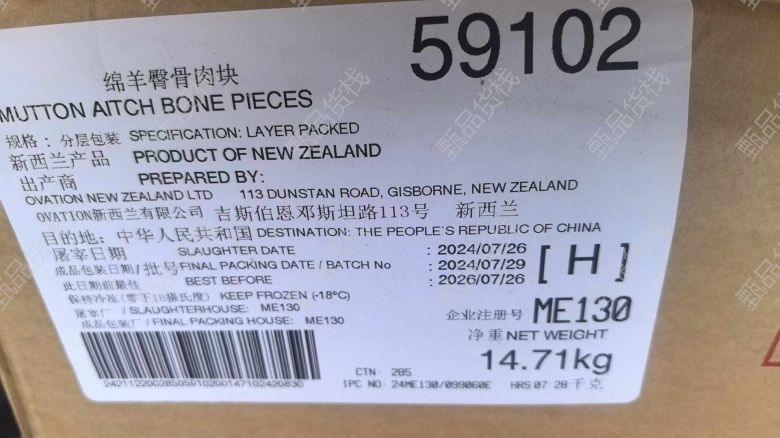 59102
绵羊臀骨肉块
MUTTON AITCH BONE PIECES
规格：分层包装 SPECIFICATION: LAYER PACKED
新西兰产品 PRODUCT OF NEW ZEALAND
出产商 PREPARED BY:
OVATION NEW ZEALAND LTD 113 DUNSTAN ROAD, GISBORNE, NEW ZEALAND
OVATION新西兰有限公司 吉斯伯恩邓斯坦路113号 新西兰
目的地：中华人民共和国 DESTINATION: THE PEOPLE'S REPUBLIC OF CHINA
屠宰日期 SLAUGHTER DATE : 2024/07/26
成品包装日期/批号 FINAL PACKING DATE / BATCH No : 2024/07/29
此日期前最佳 BEST BEFORE : 2026/07/26
[H]
保持冷冻(零下18摄氏度) KEEP FROZEN (-18°C)
屠宰厂 / SLAUGHTERHOUSE: ME130
成品包装厂 / FINAL PACKING HOUSE: ME130
企业注册号 ME130
净重 NET WEIGHT
14.71kg
千克
CTN: 285
IPC NO: 24ME130/099060E HRS 07:28
24211220028505910200147102420830
甄品货栈